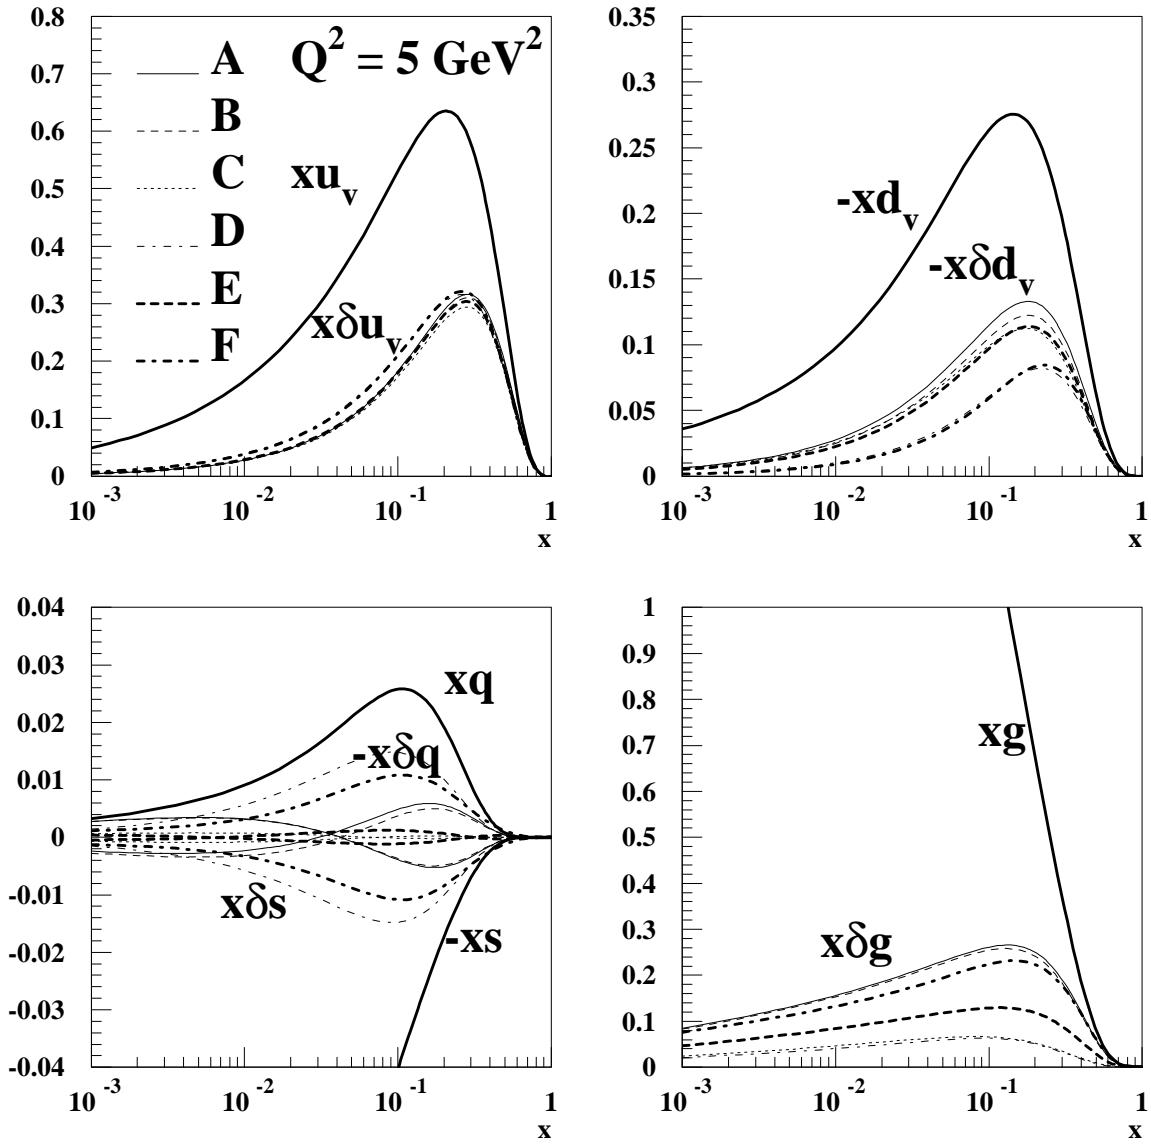 0.8
0.7
0.6
0.5
0.4
0.3
0.2
0.1
0
A
B
C
D
E
F
Q² = 5 GeV²
xu_v
xδu_v
10⁻³ 10⁻² 10⁻¹ 1
x
0.35
0.3
0.25
0.2
0.15
0.1
0.05
0
-xd_v
-xδd_v
10⁻³ 10⁻² 10⁻¹ 1
x
0.04
0.03
0.02
0.01
0
-0.01
-0.02
-0.03
-0.04
xq
-xδq
xδs
-xs
10⁻³ 10⁻² 10⁻¹ 1
x
1
0.9
0.8
0.7
0.6
0.5
0.4
0.3
0.2
0.1
0
xg
xδg
10⁻³ 10⁻² 10⁻¹ 1
x